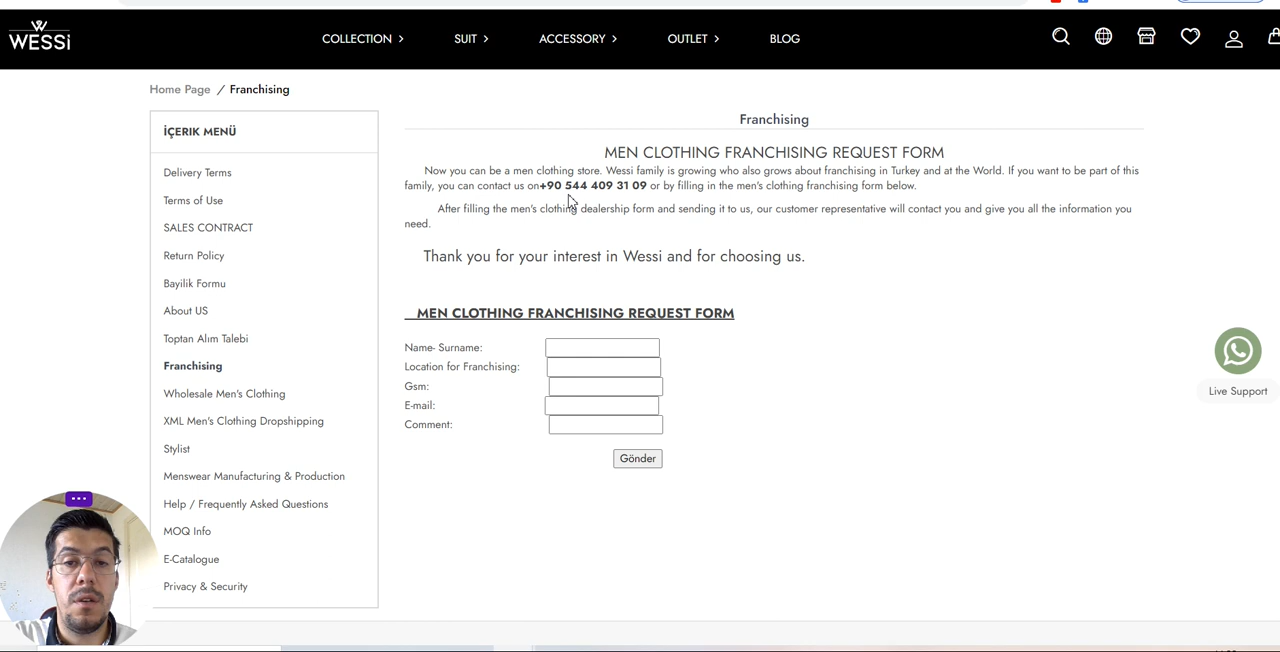 WESSi
COLLECTION >
SUIT >
ACCESSORY >
OUTLET >
BLOG
Home Page / Franchising
İÇERIK MENÜ
Delivery Terms
Terms of Use
SALES CONTRACT
Return Policy
Bayilik Formu
About US
Toptan Alım Talebi
Franchising
Wholesale Men's Clothing
XML Men's Clothing Dropshipping
Stylist
Menswear Manufacturing & Production
Help / Frequently Asked Questions
MOQ Info
E-Catalogue
Privacy & Security
Franchising
MEN CLOTHING FRANCHISING REQUEST FORM
Now you can be a men clothing store. Wessi family is growing who also grows about franchising in Turkey and at the World. If you want to be part of this
family, you can contact us on+90 544 409 31 09 or by filling in the men's clothing franchising form below.
After filling the men's clothing dealership form and sending it to us, our customer representative will contact you and give you all the information you
need.
Thank you for your interest in Wessi and for choosing us.
MEN CLOTHING FRANCHISING REQUEST FORM
Name- Surname:
Location for Franchising:
Gsm:
E-mail:
Comment:
Gönder
Live Support